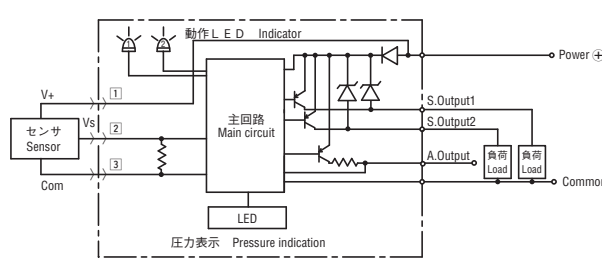 動作ＬＥＤ Indicator
1
2
Power ⊕
V+
1
センサ
Sensor
Vs
2
3
Com
主回路
Main circuit
S.Output1
S.Output2
A.Output
負荷
Load
負荷
Load
Common
LED
圧力表示 Pressure indication